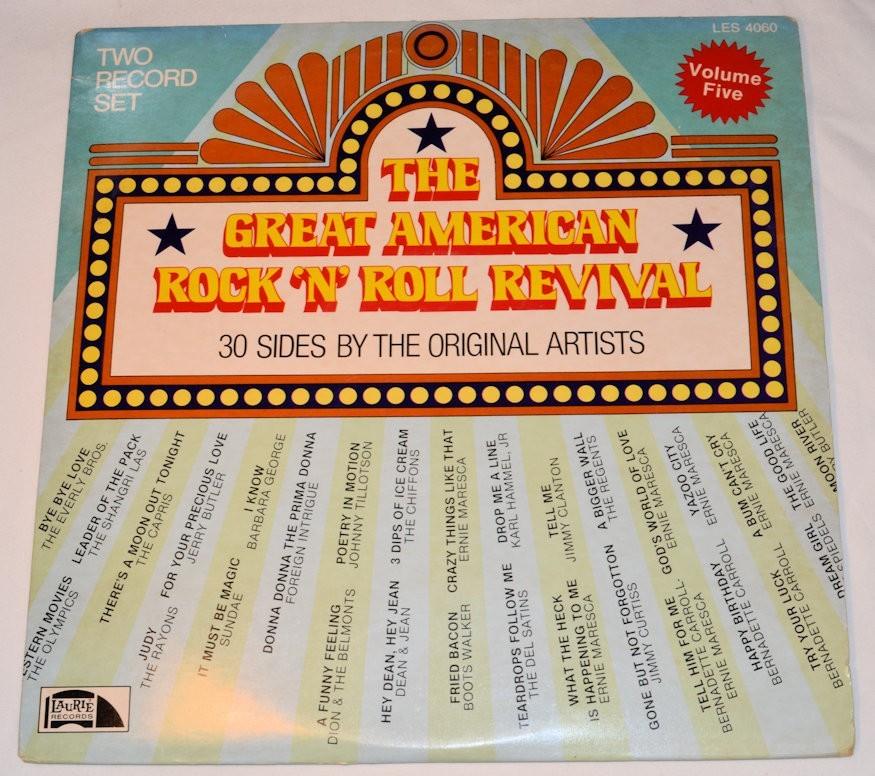 LES 4060
TWO
RECORD
SET
Volume
Five
THE
GREAT AMERICAN
ROCK 'N' ROLL REVIVAL
30 SIDES BY THE ORIGINAL ARTISTS
BYE BYE LOVE
THE EVERLY BROS.
LEADER OF THE PACK
THE SHANGRI LAS
THERE'S A MOON OUT TONIGHT
THE CAPRIS
FOR YOUR PRECIOUS LOVE
JERRY BUTLER
I KNOW
BARBARA GEORGE
DONNA DONNA THE PRIMA DONNA
FOREIGN INTRIGUE
POETRY IN MOTION
JOHNNY TILLOTSON
3 DIPS OF ICE CREAM
THE CHIFFONS
CRAZY THINGS LIKE THAT
ERNIE MARESCA
DROP ME A LINE
KARL HAMMEL, JR
TELL ME
JIMMY CLANTON
A BIGGER WALL
THE REGENTS
GOD'S WORLD OF LOVE
ERNIE MARESCA
YAZOO CITY
ERNIE MARESCA
A BUM CAN'T CRY
ERNIE MARESCA
THE GOOD LIFE
ERNIE MARESCA
MOON RIVER
BUTLER
ESTERN MOVIES
THE OLYMPICS
JUDY
THE RAYONS
IT MUST BE MAGIC
SUNDAE
A FUNNY FEELING
DION & THE BELMONTS
HEY DEAN, HEY JEAN
DEAN & JEAN
FRIED BACON
BOOTS WALKER
TEARDROPS FOLLOW ME
THE DEL SATINS
WHAT THE HECK
IS HAPPENING TO ME
ERNIE MARESCA
GONE BUT NOT FORGOTTON
JIMMY CURTISS
TELL HIM FOR ME
BERNADETTE CARROLL-
ERNIE MARESCA
HAPPY BIRTHDAY
BERNADETTE CARROLL
TRY YOUR LUCK
BERNADETTE CARROLL
DREAM GIRL
SPIEDELS
LAURIE
RECORDS